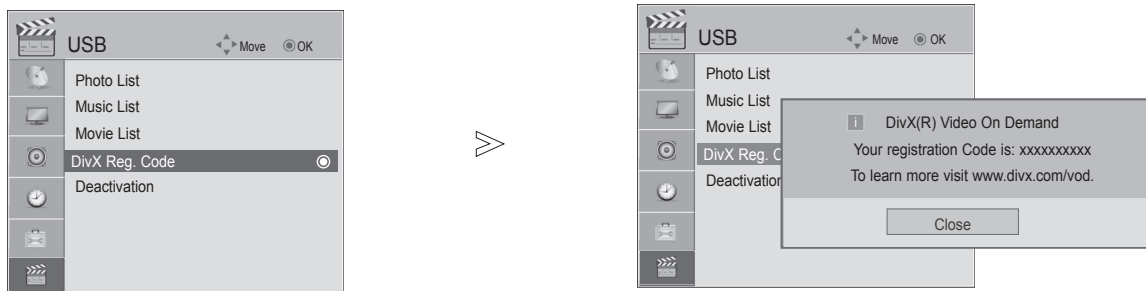 USB Move OK
Photo List
Music List
Movie List
DivX Reg. Code
Deactivation
>
USB Move OK
Photo List
Music List
Movie List
DivX Reg. C
Deactivation
i DivX(R) Video On Demand
Your registration Code is: xxxxxxxxxx
To learn more visit www.divx.com/vod.
Close